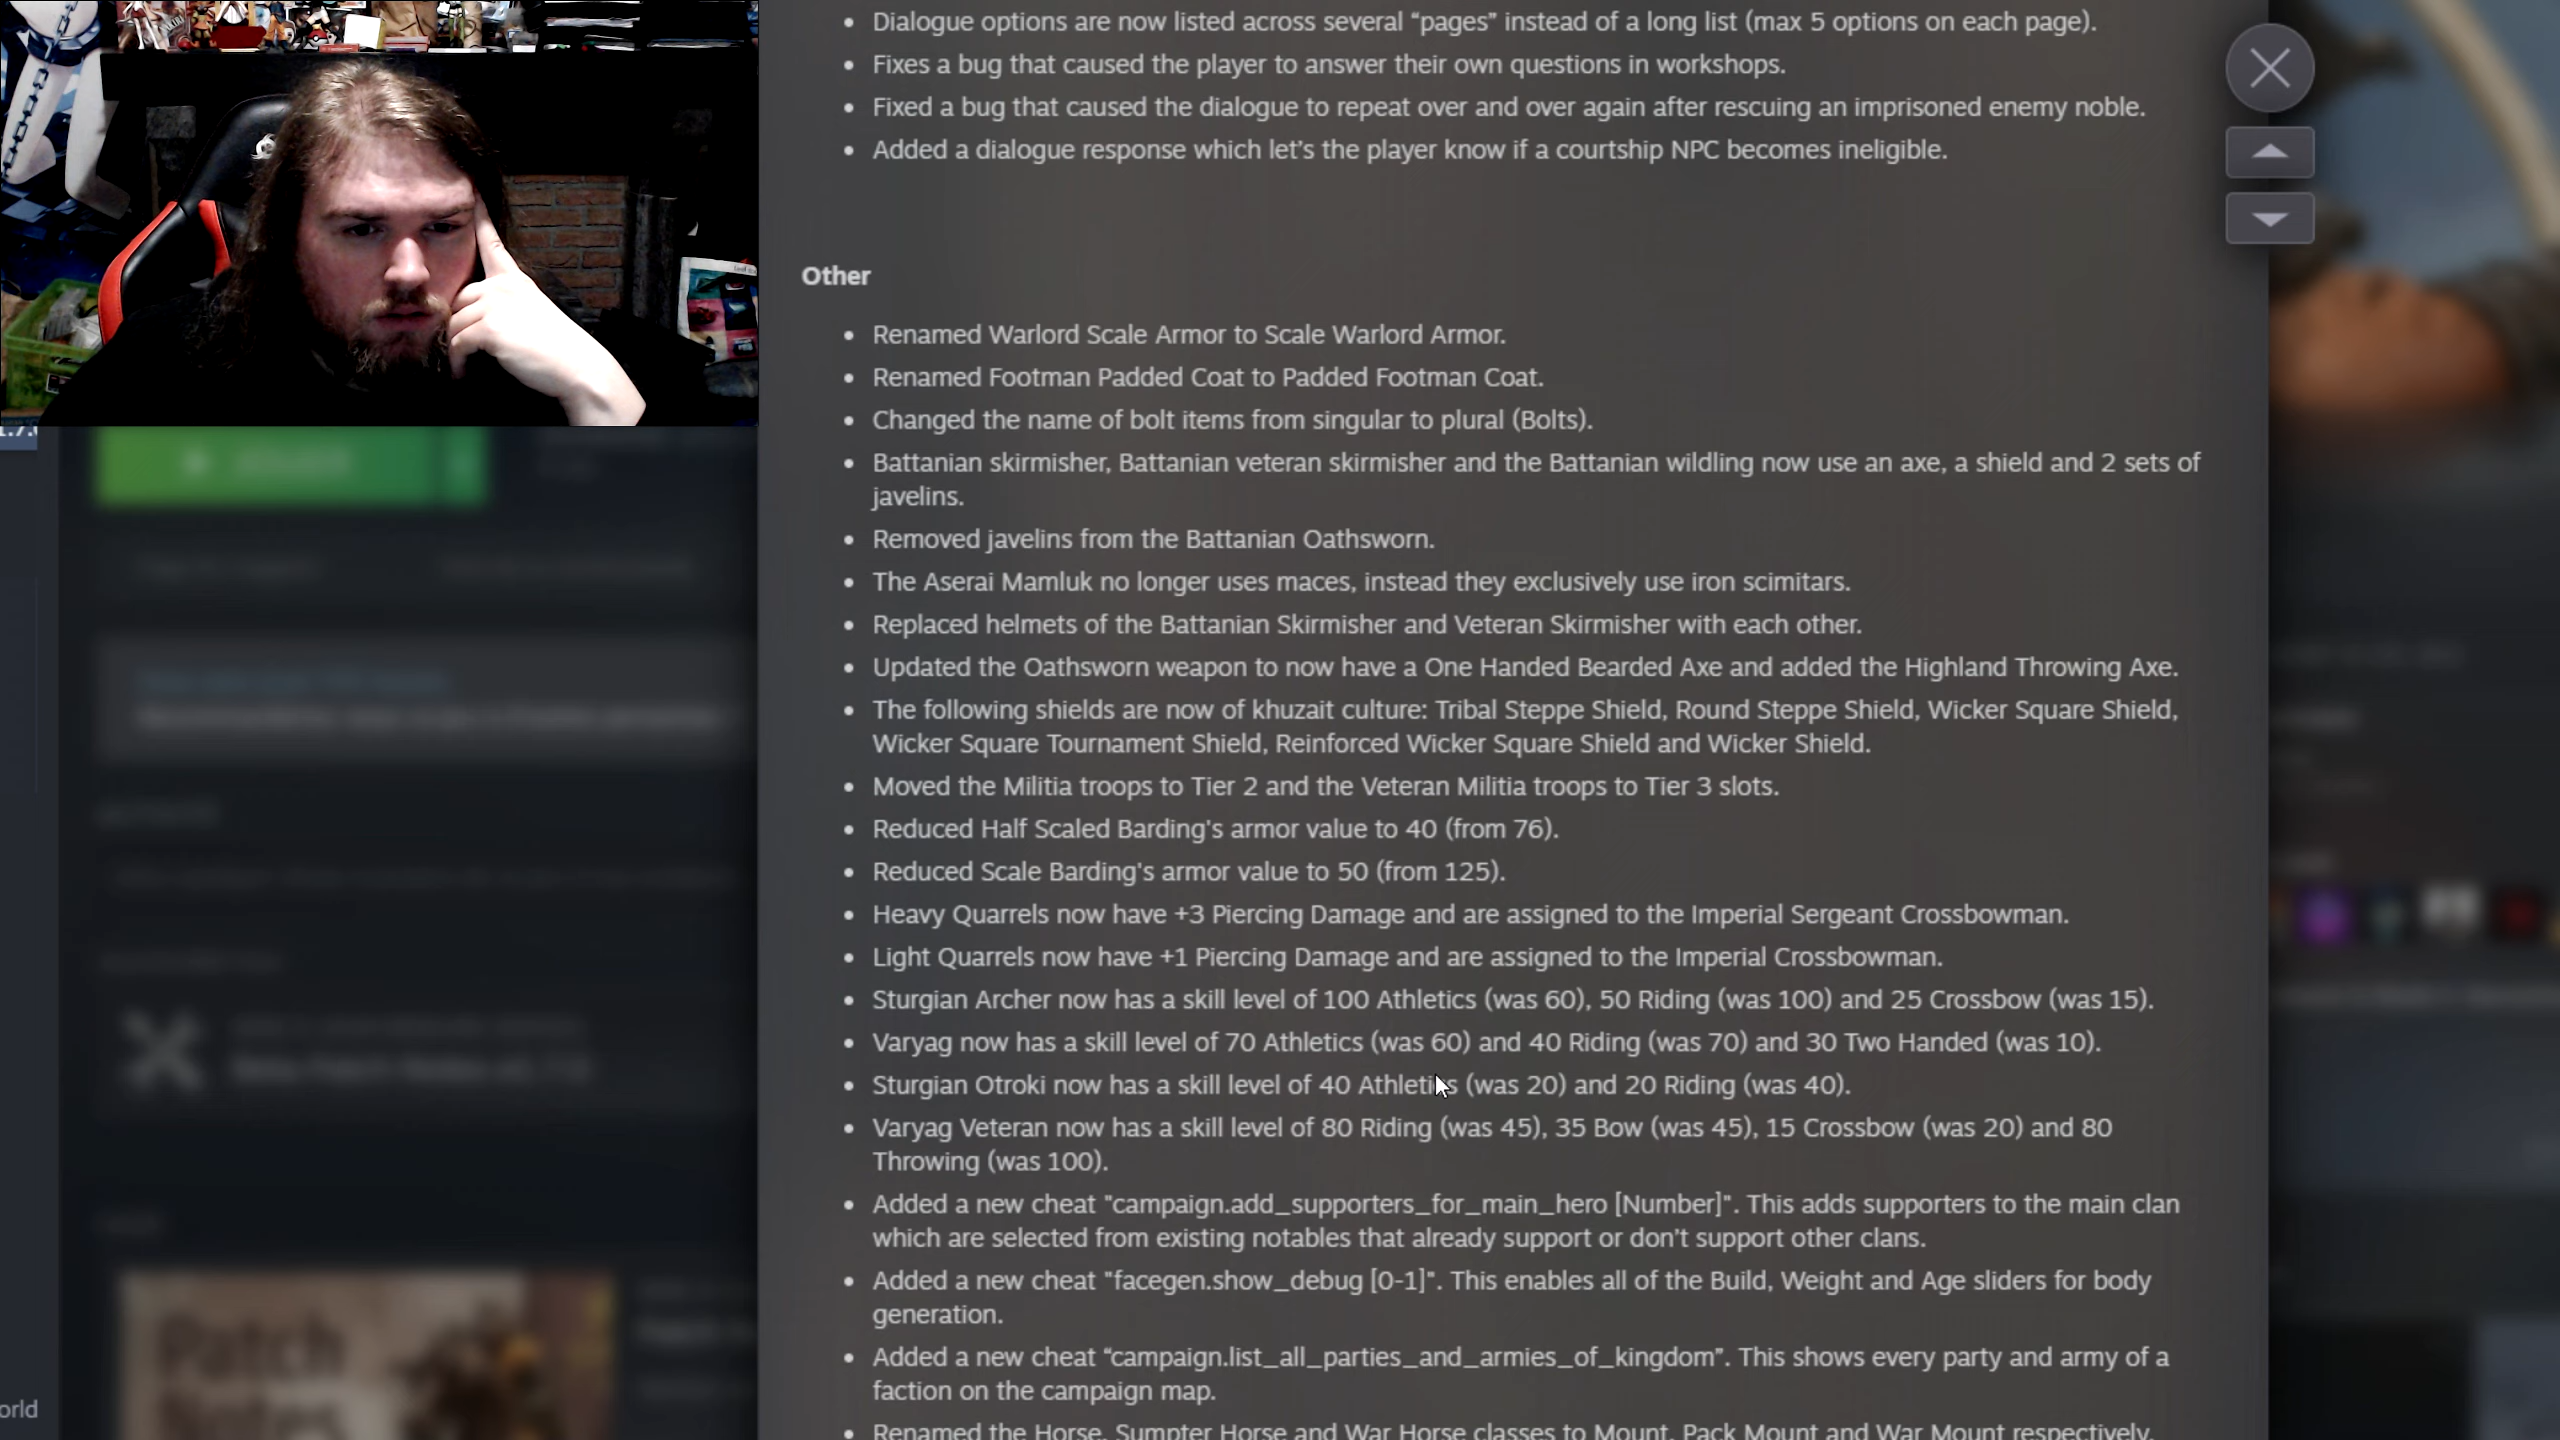 Dialogue options are now listed across several “pages” instead of a long list (max 5 options on each page).
Fixes a bug that caused the player to answer their own questions in workshops.
Fixed a bug that caused the dialogue to repeat over and over again after rescuing an imprisoned enemy noble.
Added a dialogue response which let’s the player know if a courtship NPC becomes ineligible.
Other
Renamed Warlord Scale Armor to Scale Warlord Armor.
Renamed Footman Padded Coat to Padded Footman Coat.
Changed the name of bolt items from singular to plural (Bolts).
Battanian skirmisher, Battanian veteran skirmisher and the Battanian wildling now use an axe, a shield and 2 sets of
javelins.
Removed javelins from the Battanian Oathsworn.
The Aserai Mamluk no longer uses maces, instead they exclusively use iron scimitars.
Replaced helmets of the Battanian Skirmisher and Veteran Skirmisher with each other.
Updated the Oathsworn weapon to now have a One Handed Bearded Axe and added the Highland Throwing Axe.
The following shields are now of khuzait culture: Tribal Steppe Shield, Round Steppe Shield, Wicker Square Shield,
Wicker Square Tournament Shield, Reinforced Wicker Square Shield and Wicker Shield.
Moved the Militia troops to Tier 2 and the Veteran Militia troops to Tier 3 slots.
Reduced Half Scaled Barding's armor value to 40 (from 76).
Reduced Scale Barding's armor value to 50 (from 125).
Heavy Quarrels now have +3 Piercing Damage and are assigned to the Imperial Sergeant Crossbowman.
Light Quarrels now have +1 Piercing Damage and are assigned to the Imperial Crossbowman.
Sturgian Archer now has a skill level of 100 Athletics (was 60), 50 Riding (was 100) and 25 Crossbow (was 15).
Varyag now has a skill level of 70 Athletics (was 60) and 40 Riding (was 70) and 30 Two Handed (was 10).
Sturgian Otroki now has a skill level of 40 Athletics (was 20) and 20 Riding (was 40).
Varyag Veteran now has a skill level of 80 Riding (was 45), 35 Bow (was 45), 15 Crossbow (was 20) and 80
Throwing (was 100).
Added a new cheat "campaign.add_supporters_for_main_hero [Number]". This adds supporters to the main clan
which are selected from existing notables that already support or don’t support other clans.
Added a new cheat "facegen.show_debug [0-1]". This enables all of the Build, Weight and Age sliders for body
generation.
Added a new cheat “campaign.list_all_parties_and_armies_of_kingdom”. This shows every party and army of a
faction on the campaign map.
Renamed the Horse, Sumpter Horse and War Horse classes to Mount, Pack Mount and War Mount respectively.
orld
Patch
Notes